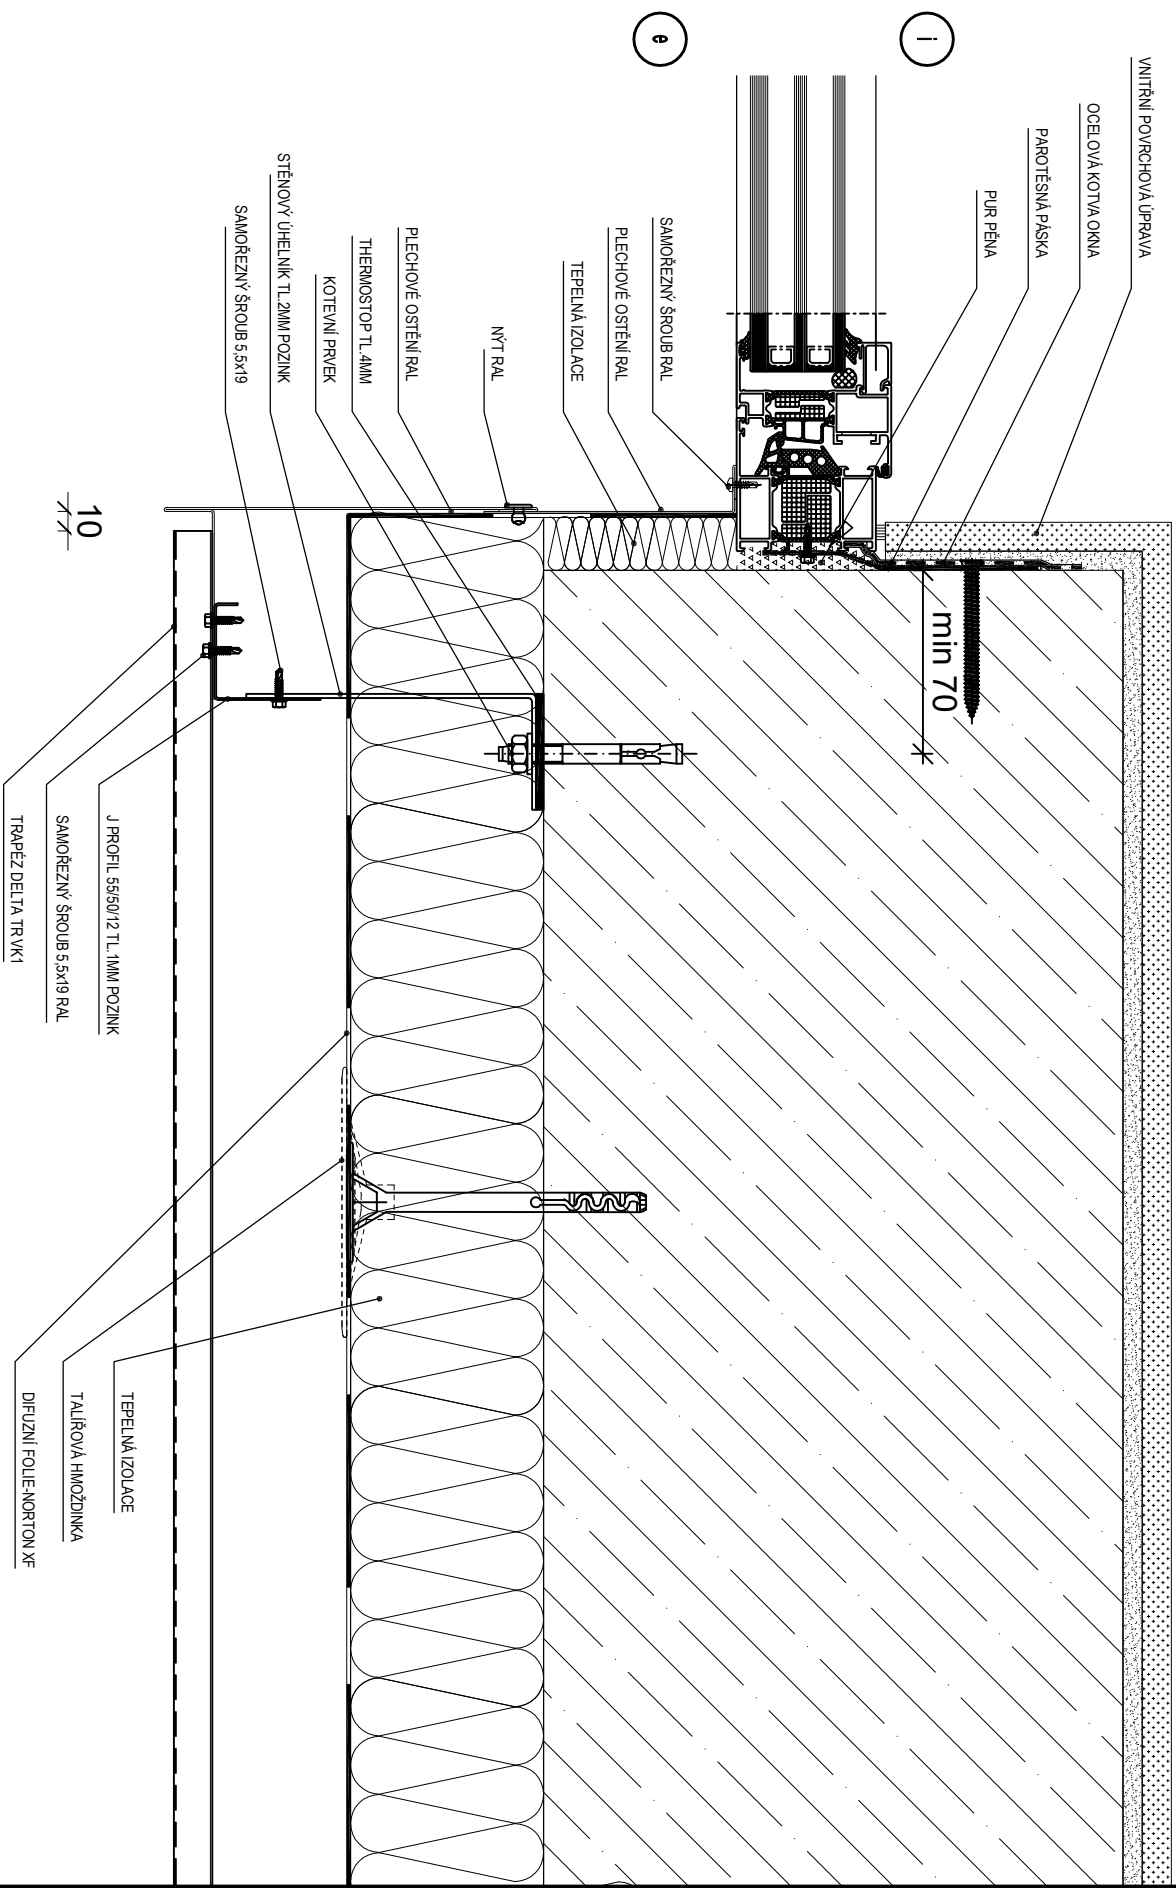 VNITŘNÍ POVRCHOVÁ ÚPRAVA
OCELOVÁ KOTVA OKNA
PAROTĚSNÁ PÁSKA
PUR PĚNA
i
e
SAMOŘEZNÝ ŠROUB RAL
PLECHOVÉ OSTĚNÍ RAL
TEPELNÁ IZOLACE
NÝT RAL
PLECHOVÉ OSTĚNÍ RAL
THERMOSTOP TL.4MM
KOTEVNÍ PRVEK
STĚNOVÝ ÚHELNÍK TL.2MM POZINK
SAMOŘEZNÝ ŠROUB 5,5x19
min 70
10
J PROFIL 55/50/12 TL.1MM POZINK
SAMOŘEZNÝ ŠROUB 5,5x19 RAL
TRAPÉZ DELTA TR.VK1
TEPELNÁ IZOLACE
TALÍŘOVÁ HMOŽDINKA
DIFUZNÍ FOLIE-NORTON XF